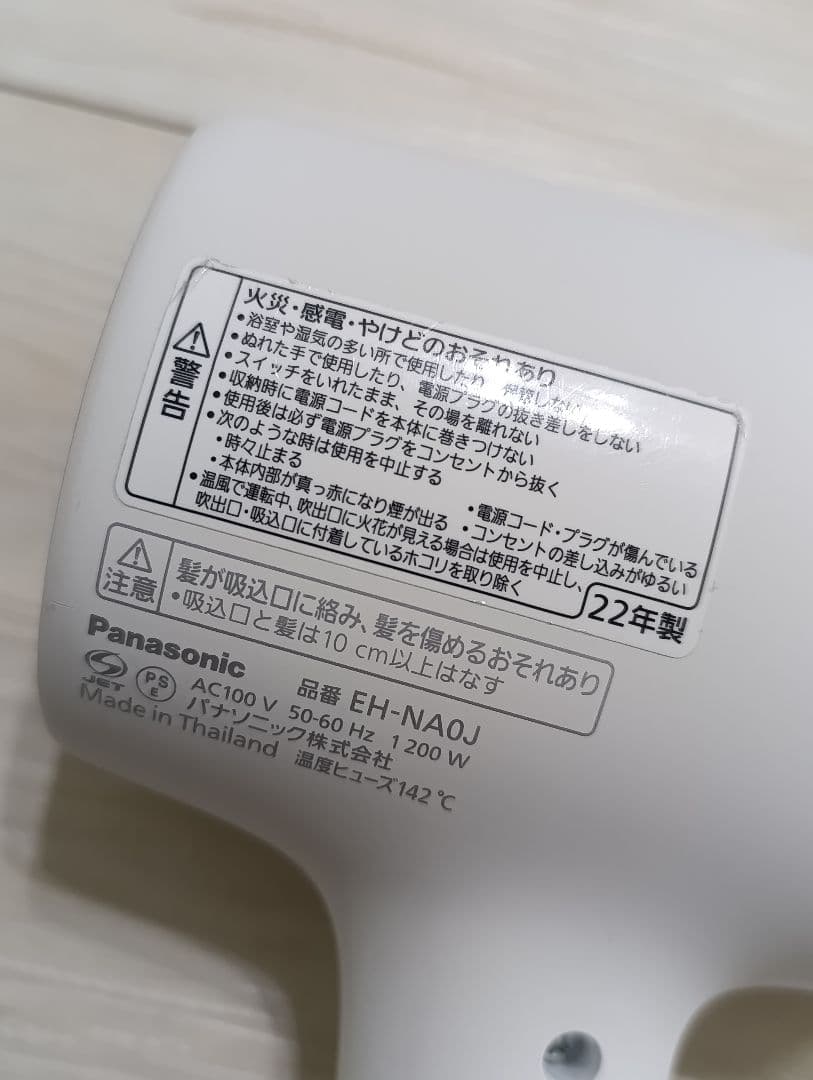 警告
火災・感電・やけどのおそれあり
・浴室や湿気の多い所で使用したり、保管しない
・ぬれた手で使用したり、電源プラグの抜き差しをしない
・スイッチをいれたまま、その場を離れない
・収納時に電源コードを本体に巻きつけない
・使用後は必ず電源プラグをコンセントから抜く
・次のような時は使用を中止する
・時々止まる ・電源コード・プラグが傷んでいる
・本体内部が真っ赤になり煙が出る ・コンセントの差し込みがゆるい
・温風で運転中、吹出口に火花が見える場合は使用を中止し、
吹出口・吸込口に付着しているホコリを取り除く
22年製
注意
髪が吸込口に絡み、髪を傷めるおそれあり
・吸込口と髪は10 cm以上はなす
Panasonic 品番 EH-NA0J
JET PSE AC100 V 50-60 Hz 1 200 W
パナソニック株式会社
Made in Thailand 温度ヒューズ142 ℃